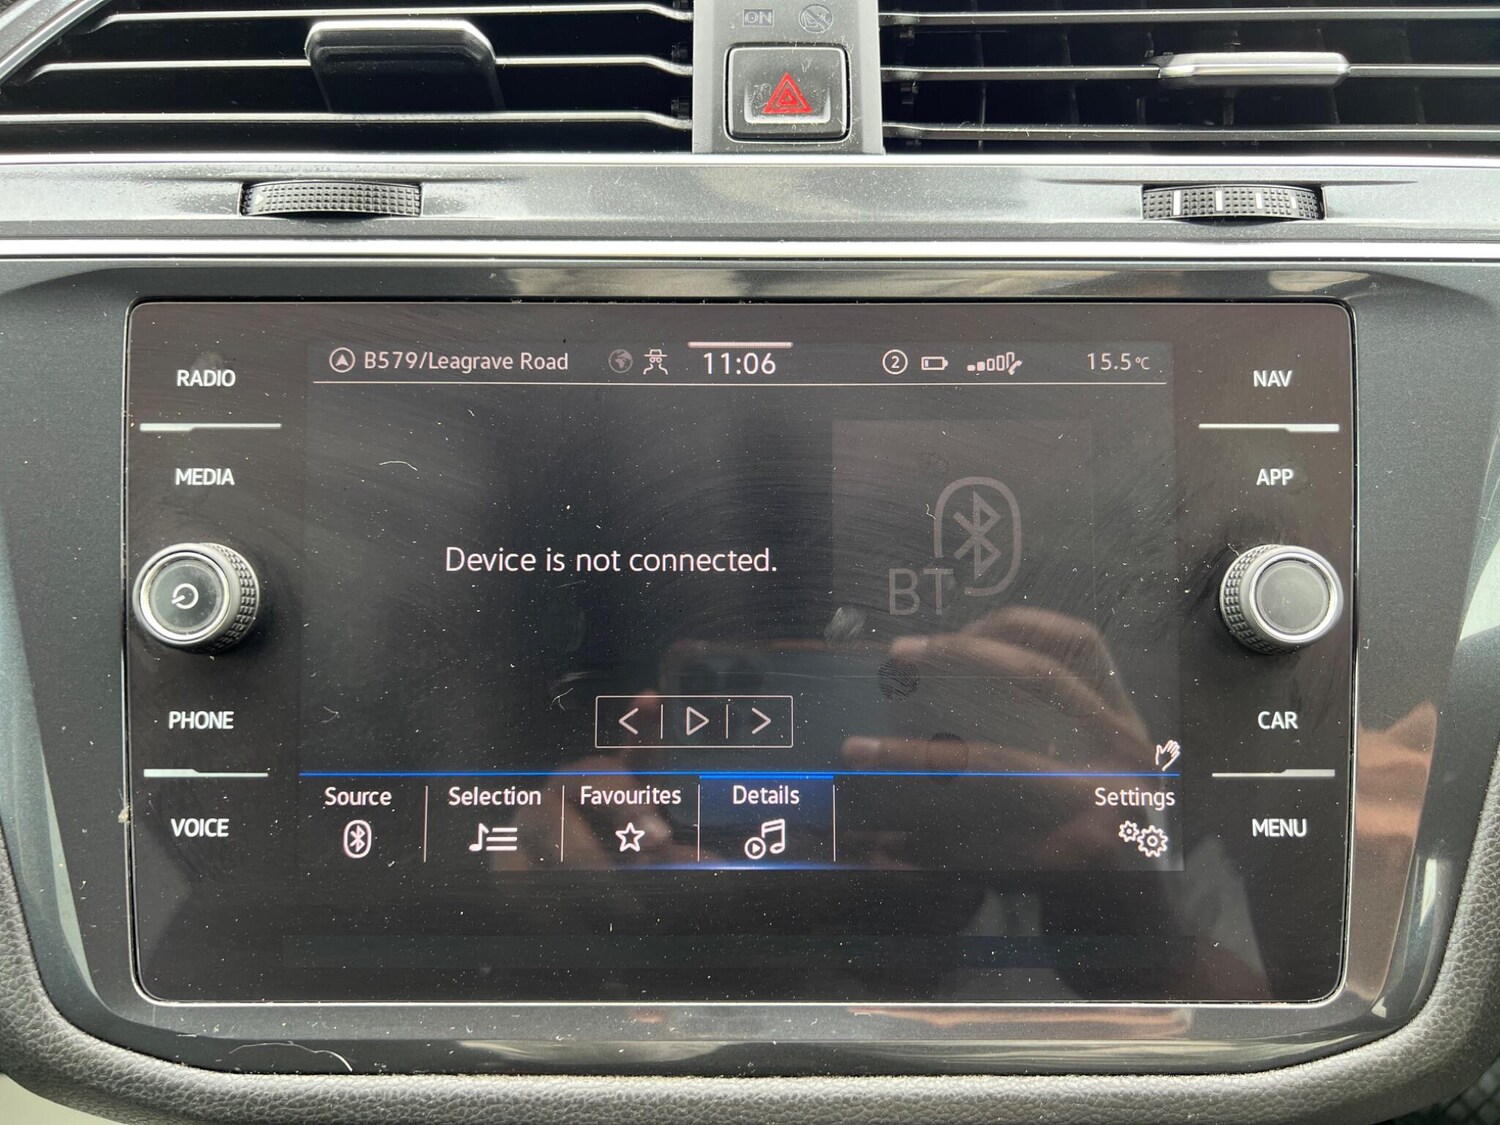 ON
B579/Leagrave Road 11:06 2 15.5°C
RADIO
NAV
MEDIA
APP
Device is not connected.
BT
PHONE
CAR
Source Selection Favourites Details Settings
VOICE
MENU